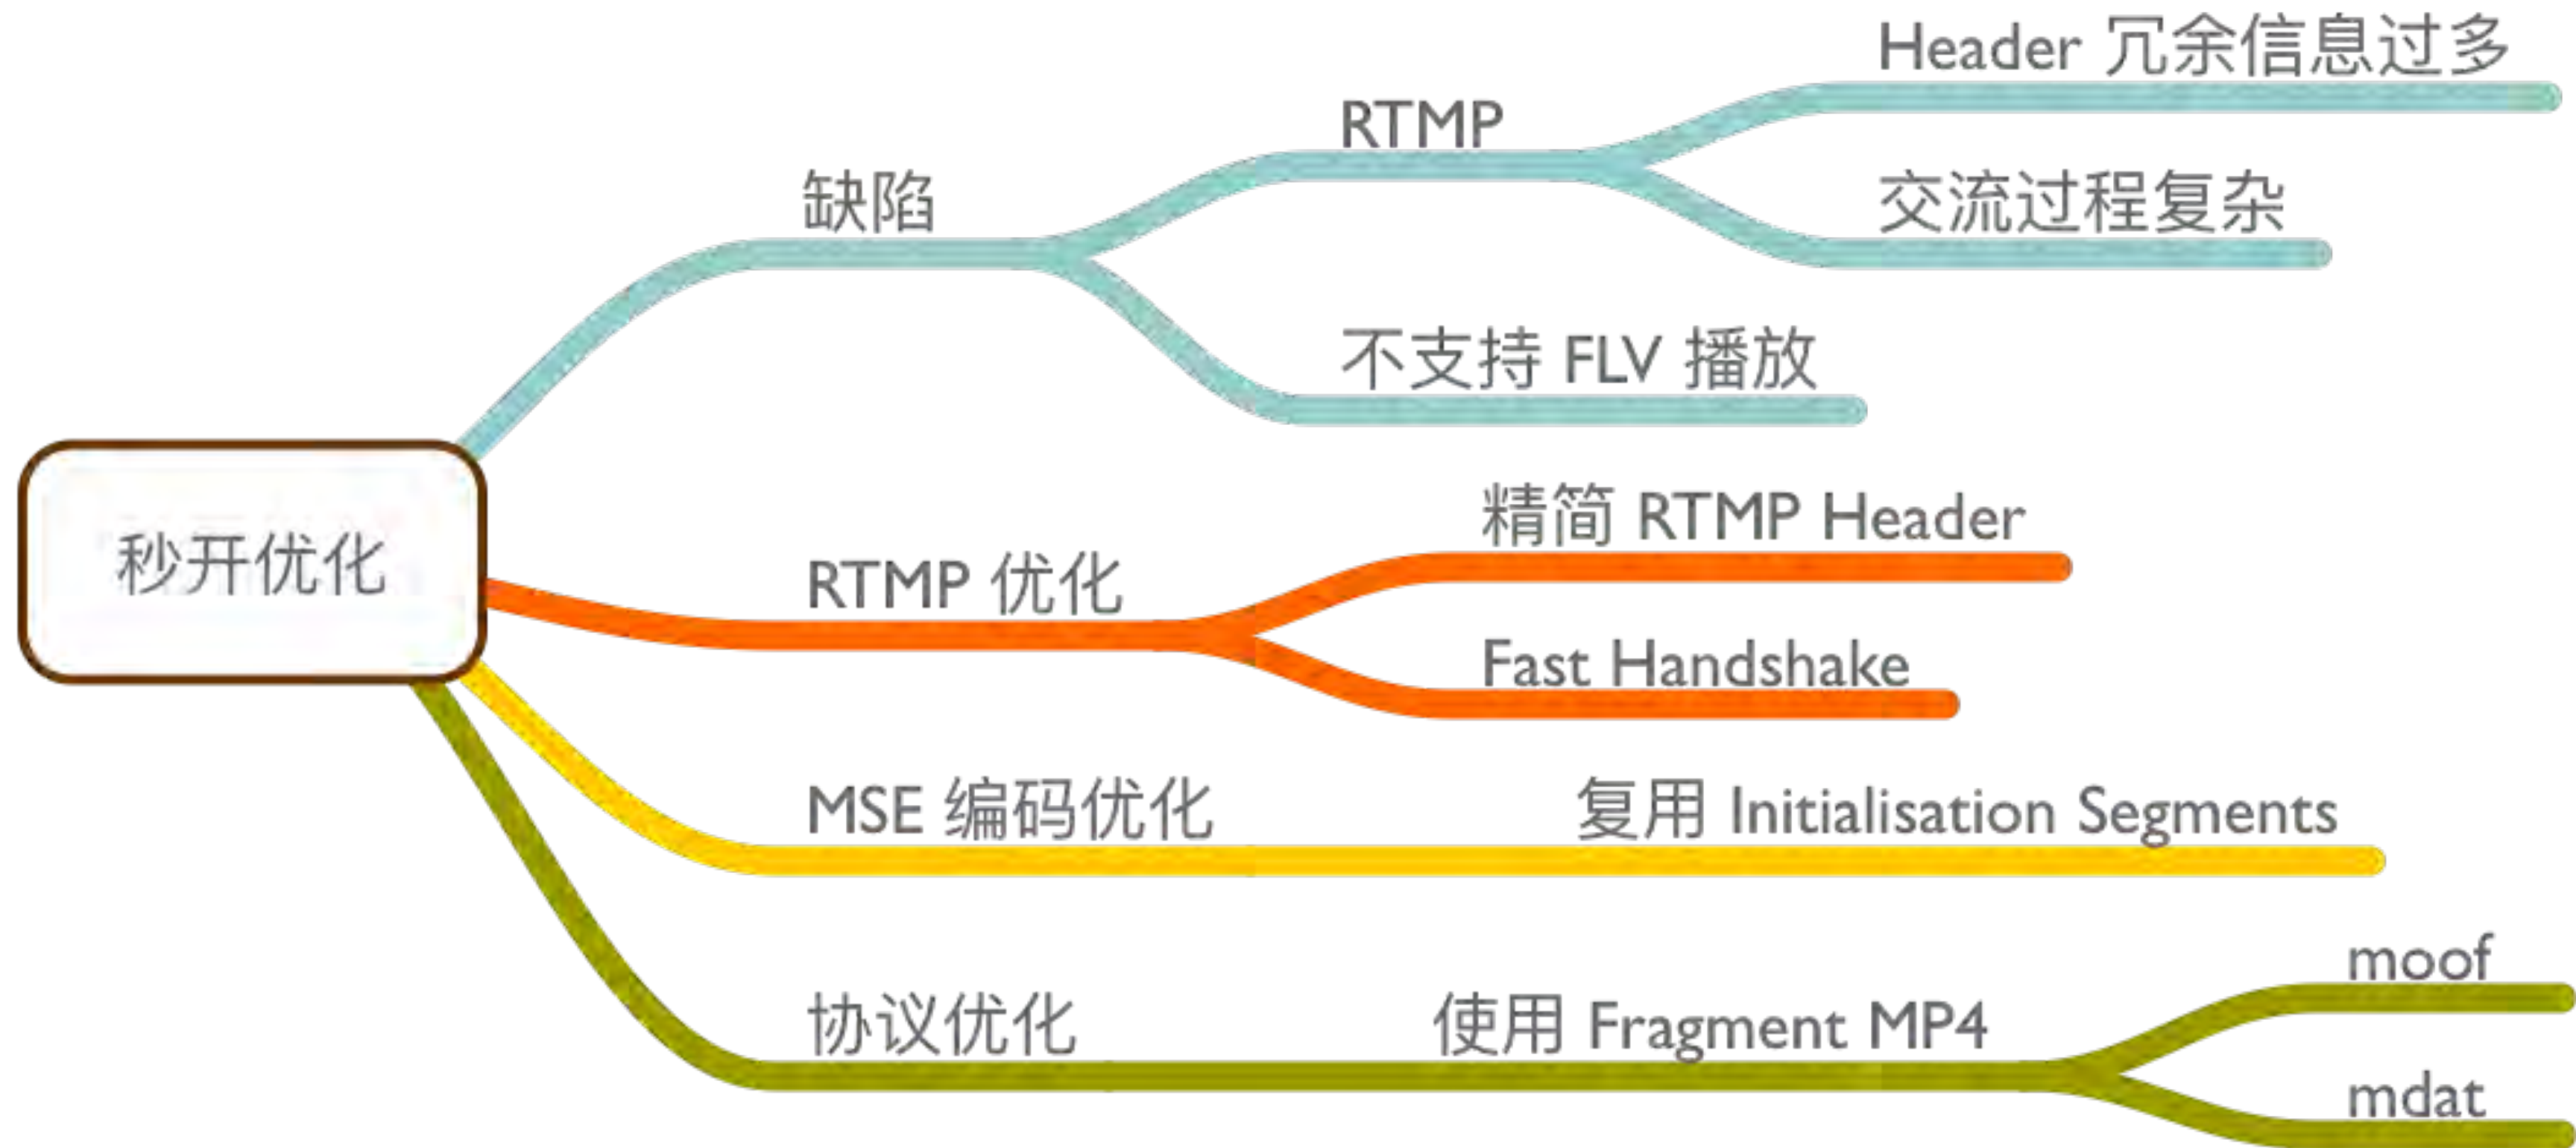 Header 冗余信息过多
RTMP
交流过程复杂
缺陷
不支持 FLV 播放
精简 RTMP Header
秒开优化
RTMP 优化
Fast Handshake
MSE 编码优化
复用 Initialisation Segments
moof
协议优化
使用 Fragment MP4
mdat